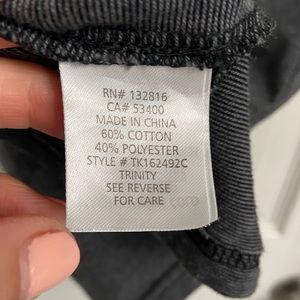 RN# 132816
CA# 53400
MADE IN CHINA
60% COTTON
40% POLYESTER
STYLE # TK162492C
TRINITY
SEE REVERSE
FOR CARE